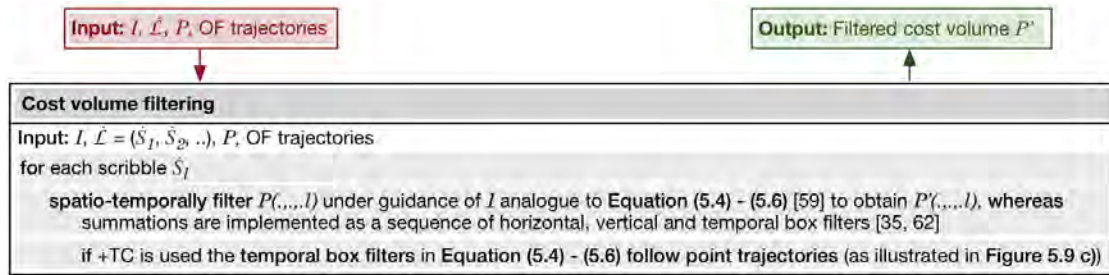 Input: I, ℒ̇, P, OF trajectories
Output: Filtered cost volume P'
Cost volume filtering
Input: I, ℒ̇ = (Ṡ₁, Ṡ₂, ..), P, OF trajectories
for each scribble Ṡ_l
spatio-temporally filter P(.,.,.,l) under guidance of I analogue to Equation (5.4) - (5.6) [59] to obtain P'(.,.,.,l), whereas
summations are implemented as a sequence of horizontal, vertical and temporal box filters [35, 62]
if +TC is used the temporal box filters in Equation (5.4) - (5.6) follow point trajectories (as illustrated in Figure 5.9 c))